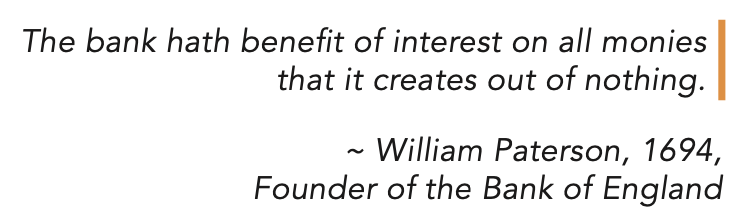 The bank hath benefit of interest on all monies
that it creates out of nothing.
~ William Paterson, 1694,
Founder of the Bank of England